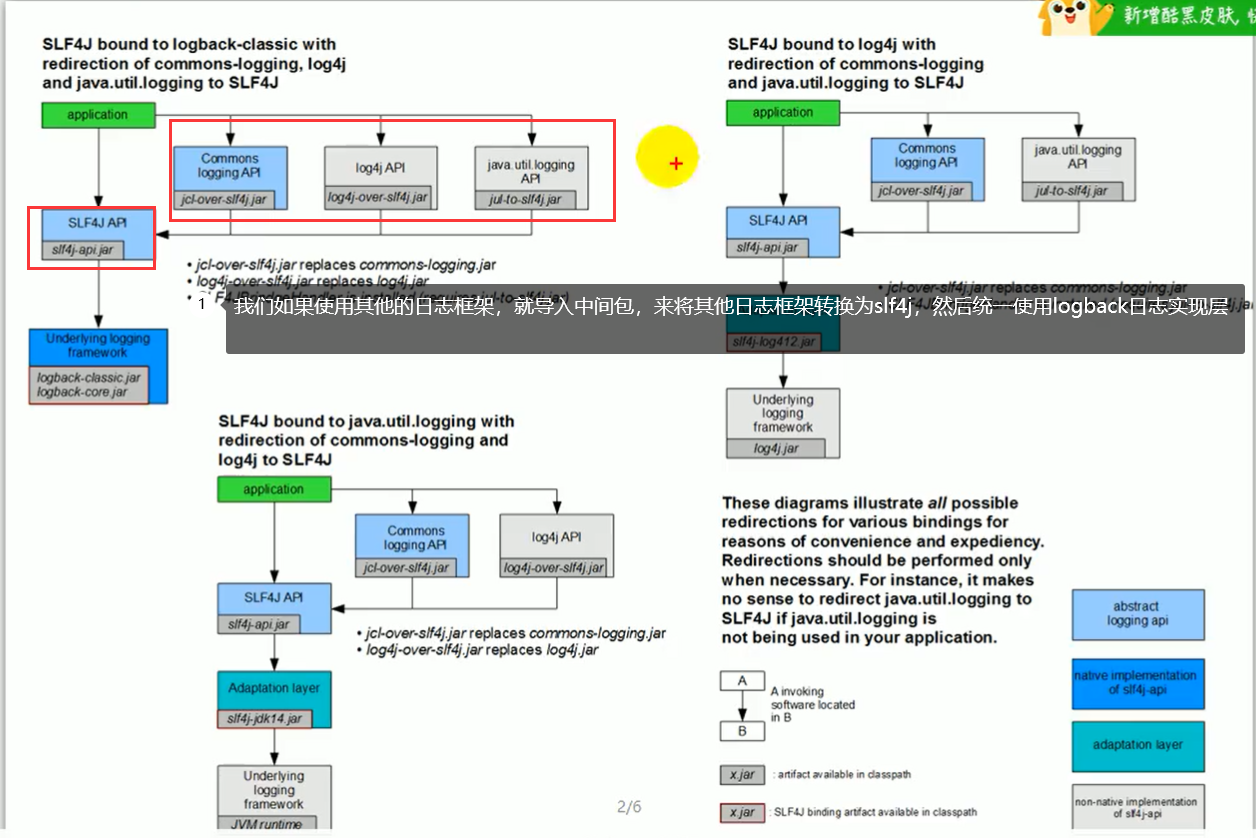 新增酷黑皮肤,
SLF4J bound to logback-classic with
redirection of commons-logging, log4j
and java.util.logging to SLF4J
application
Commons
logging API
jcl-over-slf4j.jar
log4j API
log4j-over-slf4j.jar
java.util.logging
API
jul-to-slf4j.jar
SLF4J API
slf4j-api.jar
• jcl-over-slf4j.jar replaces commons-logging.jar
• log4j-over-slf4j.jar replaces log4j.jar
1
我们如果使用其他的日志框架，就导入中间包，来将其他日志框架转换为slf4j，然后统一使用logback日志实现层
Underlying logging
framework
logback-classic.jar
logback-core.jar
SLF4J bound to log4j with
redirection of commons-logging
and java.util.logging to SLF4J
application
Commons
logging API
jcl-over-slf4j.jar
java.util.logging
API
jul-to-slf4j.jar
SLF4J API
slf4j-api.jar
• jcl-over-slf4j.jar replaces commons-logging.jar
slf4j-log412.jar
Underlying
logging
framework
log4j.jar
SLF4J bound to java.util.logging with
redirection of commons-logging and
log4j to SLF4J
application
Commons
logging API
jcl-over-slf4j.jar
log4j API
log4j-over-slf4j.jar
SLF4J API
slf4j-api.jar
• jcl-over-slf4j.jar replaces commons-logging.jar
• log4j-over-slf4j.jar replaces log4j.jar
Adaptation layer
slf4j-jdk14.jar
Underlying
logging
framework
JVM runtime
These diagrams illustrate all possible
redirections for various bindings for
reasons of convenience and expediency.
Redirections should be performed only
when necessary. For instance, it makes
no sense to redirect java.util.logging to
SLF4J if java.util.logging is
not being used in your application.
A
B
A invoking
software located
in B
x.jar : artifact available in classpath
x.jar : SLF4J binding artifact available in classpath
abstract
logging api
native implementation
of slf4j-api
adaptation layer
non-native implementation
of slf4j-api
2/6